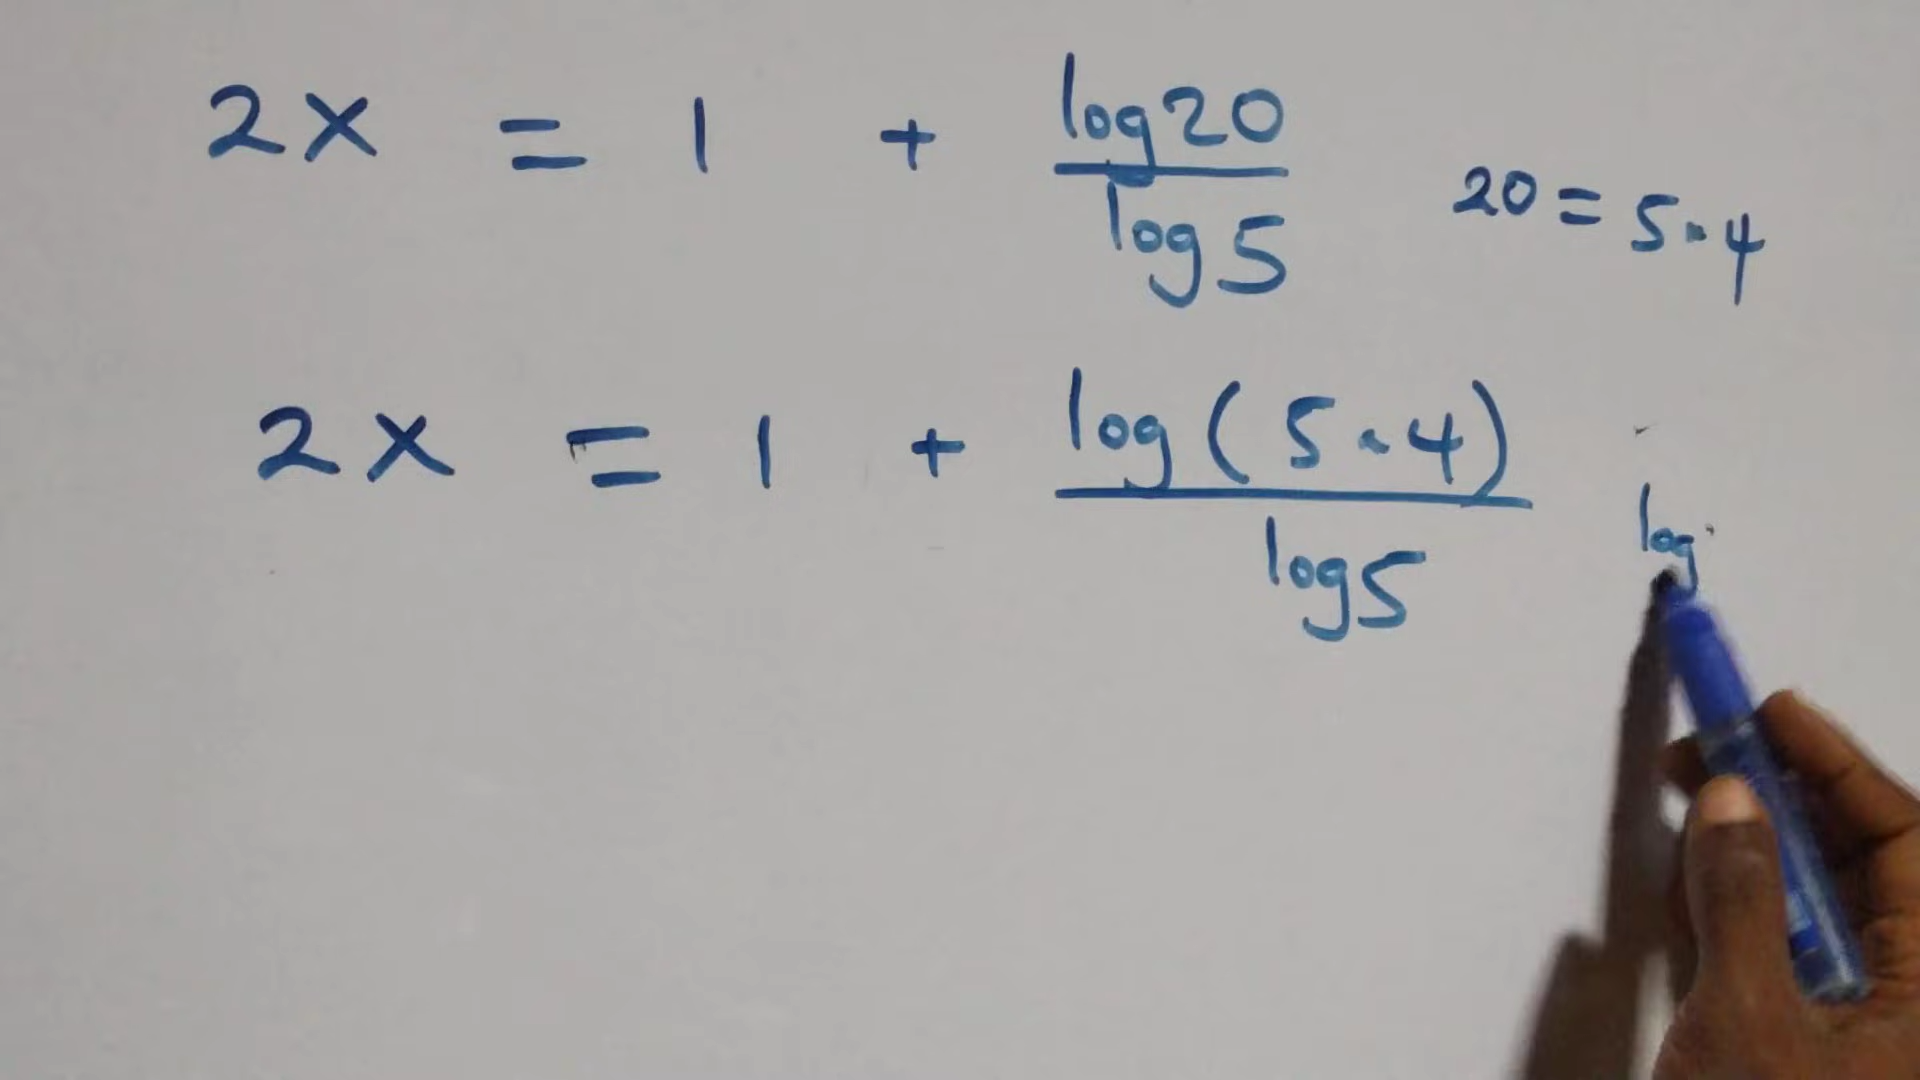 2x = 1 + log20 / log5
20 = 5·4
2x = 1 + log(5·4) / log5
log